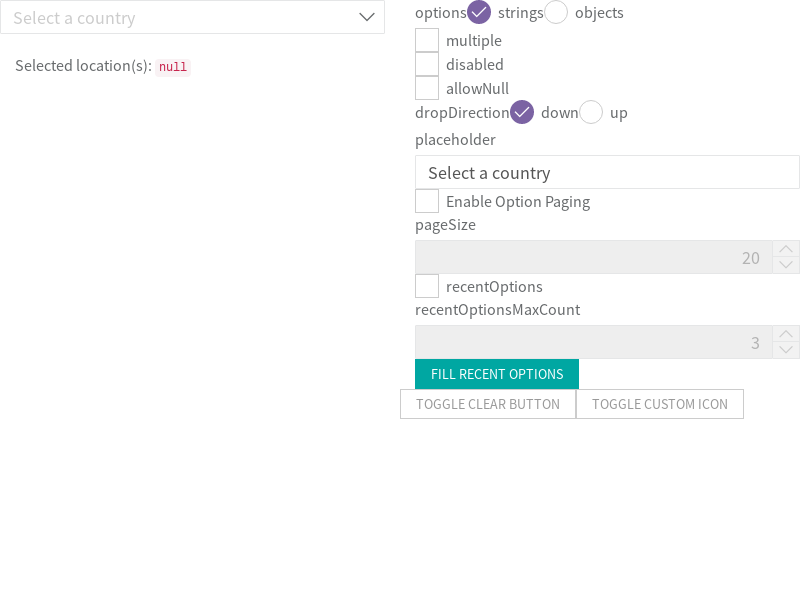 Select a country
Selected location(s): null
options strings objects
multiple
disabled
allowNull
dropDirection down up
placeholder
Select a country
Enable Option Paging
pageSize
20
recentOptions
recentOptionsMaxCount
3
FILL RECENT OPTIONS
TOGGLE CLEAR BUTTON TOGGLE CUSTOM ICON